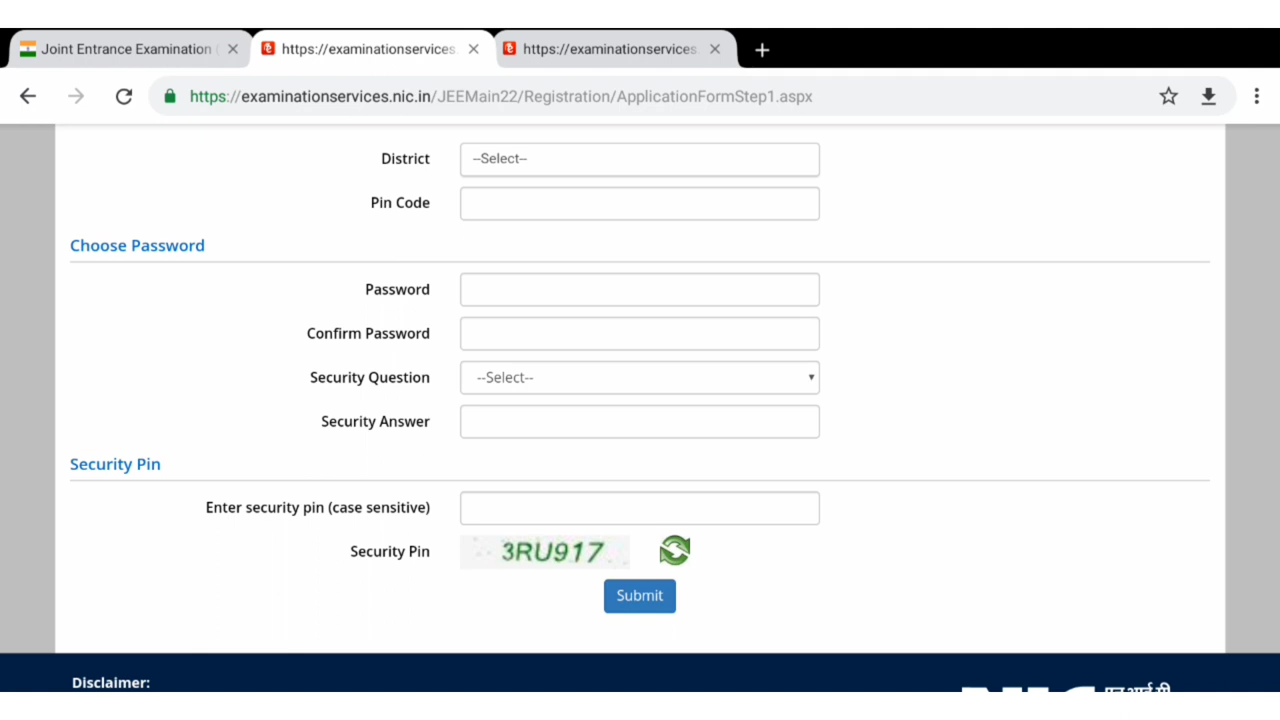 Joint Entrance Examination (
https://examinationservices.
https://examinationservices.
https://examinationservices.nic.in/JEEMain22/Registration/ApplicationFormStep1.aspx
District
--Select--
Pin Code
Choose Password
Password
Confirm Password
Security Question
--Select--
Security Answer
Security Pin
Enter security pin (case sensitive)
Security Pin
3RU917
Submit
Disclaimer: